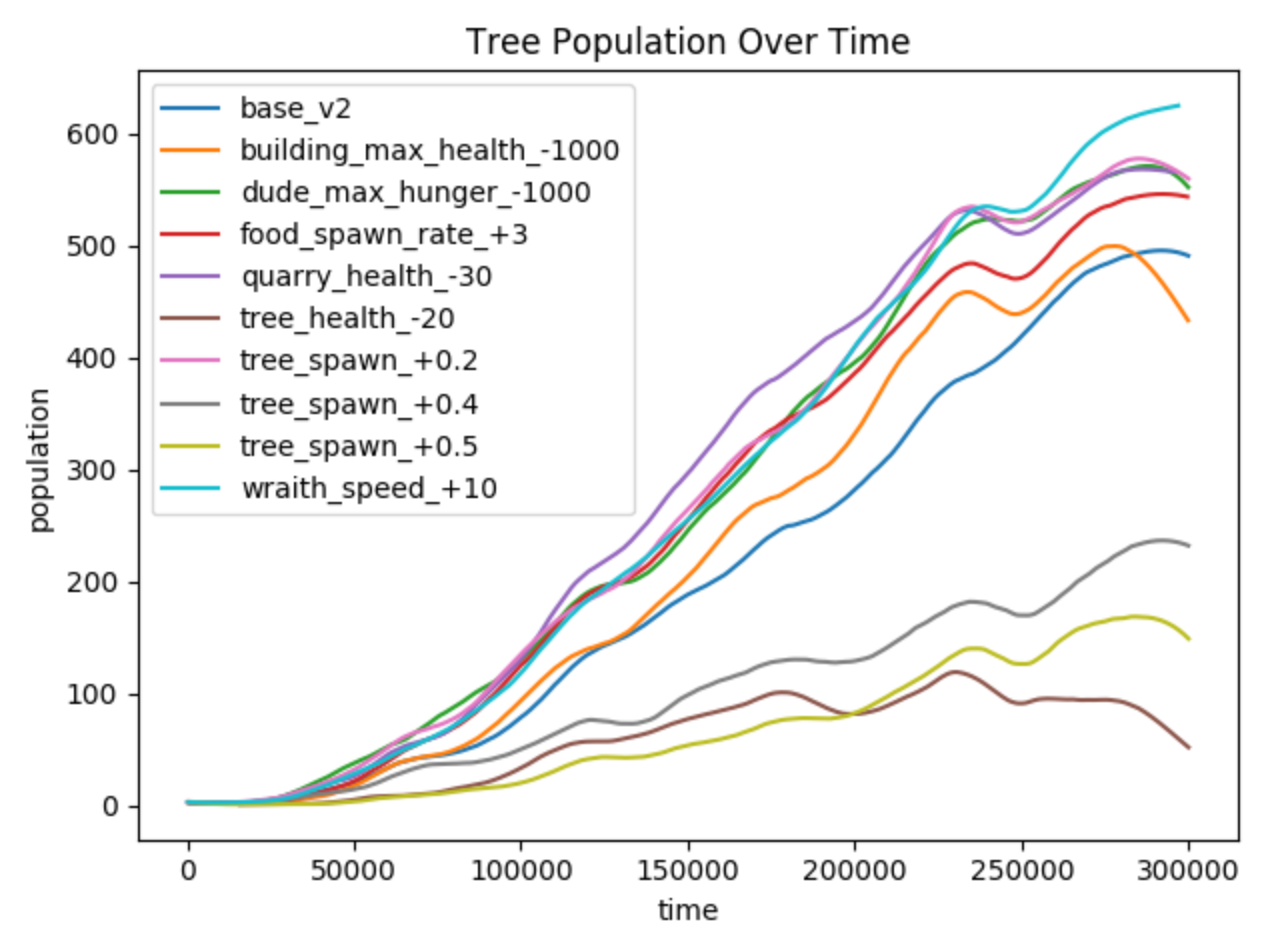 Tree Population Over Time
base_v2
building_max_health_-1000
dude_max_hunger_-1000
food_spawn_rate_+3
quarry_health_-30
tree_health_-20
tree_spawn_+0.2
tree_spawn_+0.4
tree_spawn_+0.5
wraith_speed_+10
population
600
500
400
300
200
100
0
0
50000
100000
150000
200000
250000
300000
time